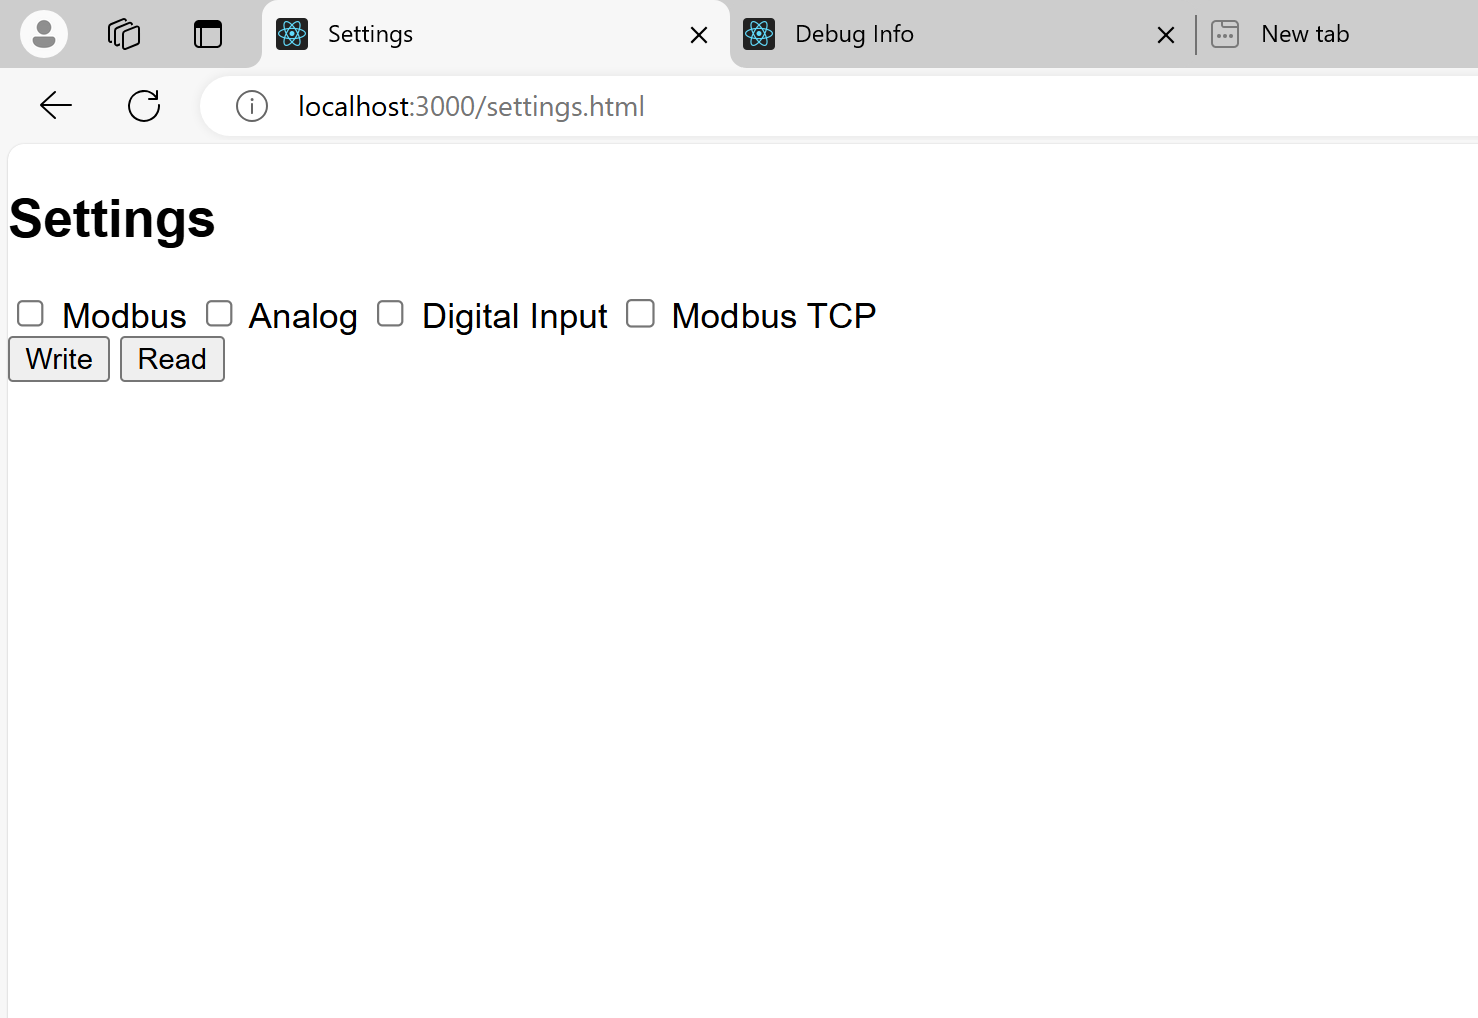 Settings
Debug Info
New tab
localhost:3000/settings.html
Settings
Modbus Analog Digital Input Modbus TCP
Write Read